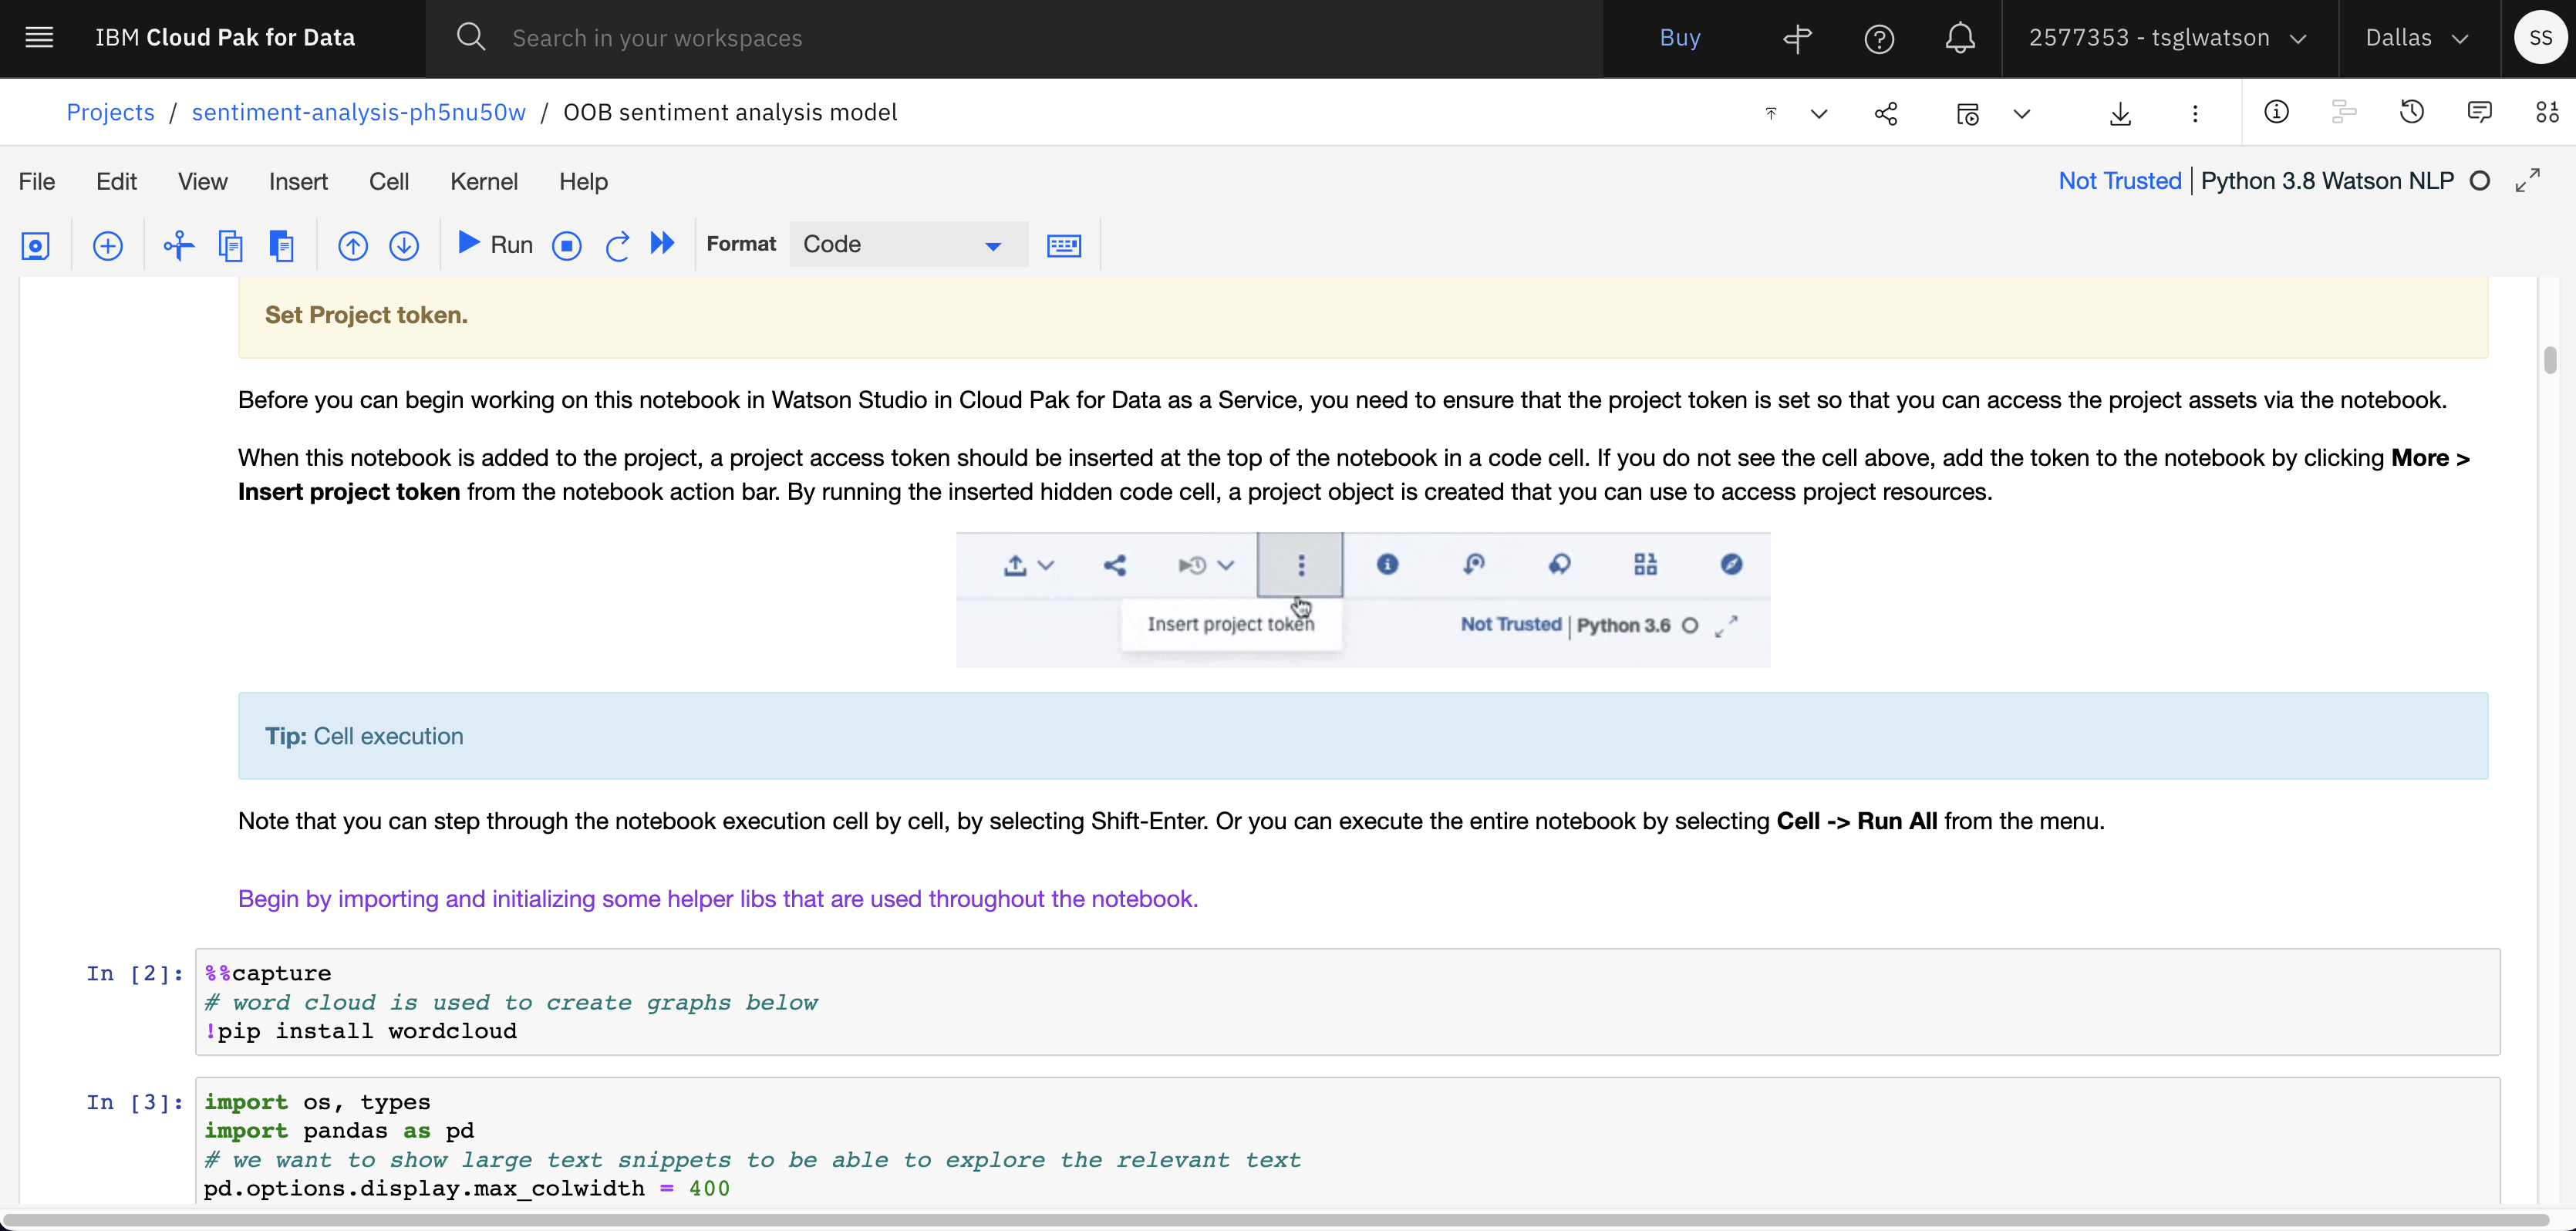 IBM Cloud Pak for Data
Search in your workspaces
Buy
2577353 - tsglwatson
Dallas
SS
Projects / sentiment-analysis-ph5nu50w / OOB sentiment analysis model
File Edit View Insert Cell Kernel Help
Not Trusted | Python 3.8 Watson NLP
Run
Format
Code
Set Project token.
Before you can begin working on this notebook in Watson Studio in Cloud Pak for Data as a Service, you need to ensure that the project token is set so that you can access the project assets via the notebook.
When this notebook is added to the project, a project access token should be inserted at the top of the notebook in a code cell. If you do not see the cell above, add the token to the notebook by clicking More >
Insert project token from the notebook action bar. By running the inserted hidden code cell, a project object is created that you can use to access project resources.
Insert project token
Not Trusted | Python 3.6
Tip: Cell execution
Note that you can step through the notebook execution cell by cell, by selecting Shift-Enter. Or you can execute the entire notebook by selecting Cell -> Run All from the menu.
Begin by importing and initializing some helper libs that are used throughout the notebook.
In [2]: %%capture
# word cloud is used to create graphs below
!pip install wordcloud
In [3]: import os, types
import pandas as pd
# we want to show large text snippets to be able to explore the relevant text
pd.options.display.max_colwidth = 400